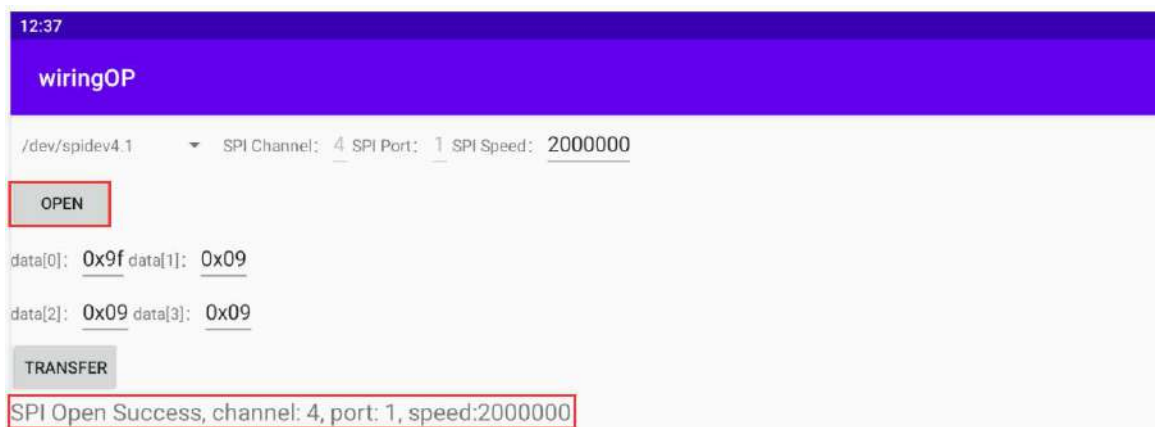 12:37
wiringOP
/dev/spidev4.1 SPI Channel: 4 SPI Port: 1 SPI Speed: 2000000
OPEN
data[0]: 0x9f data[1]: 0x09
data[2]: 0x09 data[3]: 0x09
TRANSFER
SPI Open Success, channel: 4, port: 1, speed:2000000